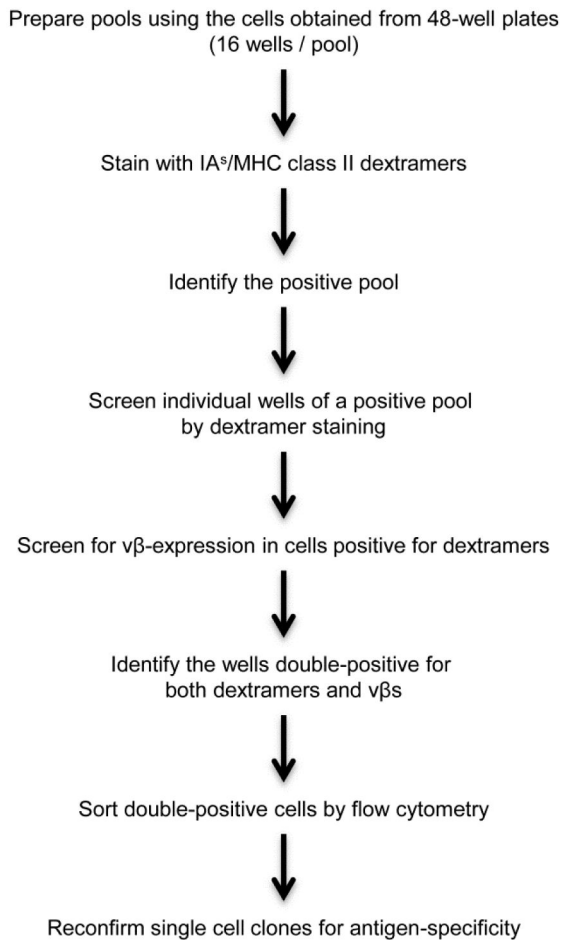 Prepare pools using the cells obtained from 48-well plates
(16 wells / pool)
Stain with IAˢ/MHC class II dextramers
Identify the positive pool
Screen individual wells of a positive pool
by dextramer staining
Screen for vβ-expression in cells positive for dextramers
Identify the wells double-positive for
both dextramers and vβs
Sort double-positive cells by flow cytometry
Reconfirm single cell clones for antigen-specificity